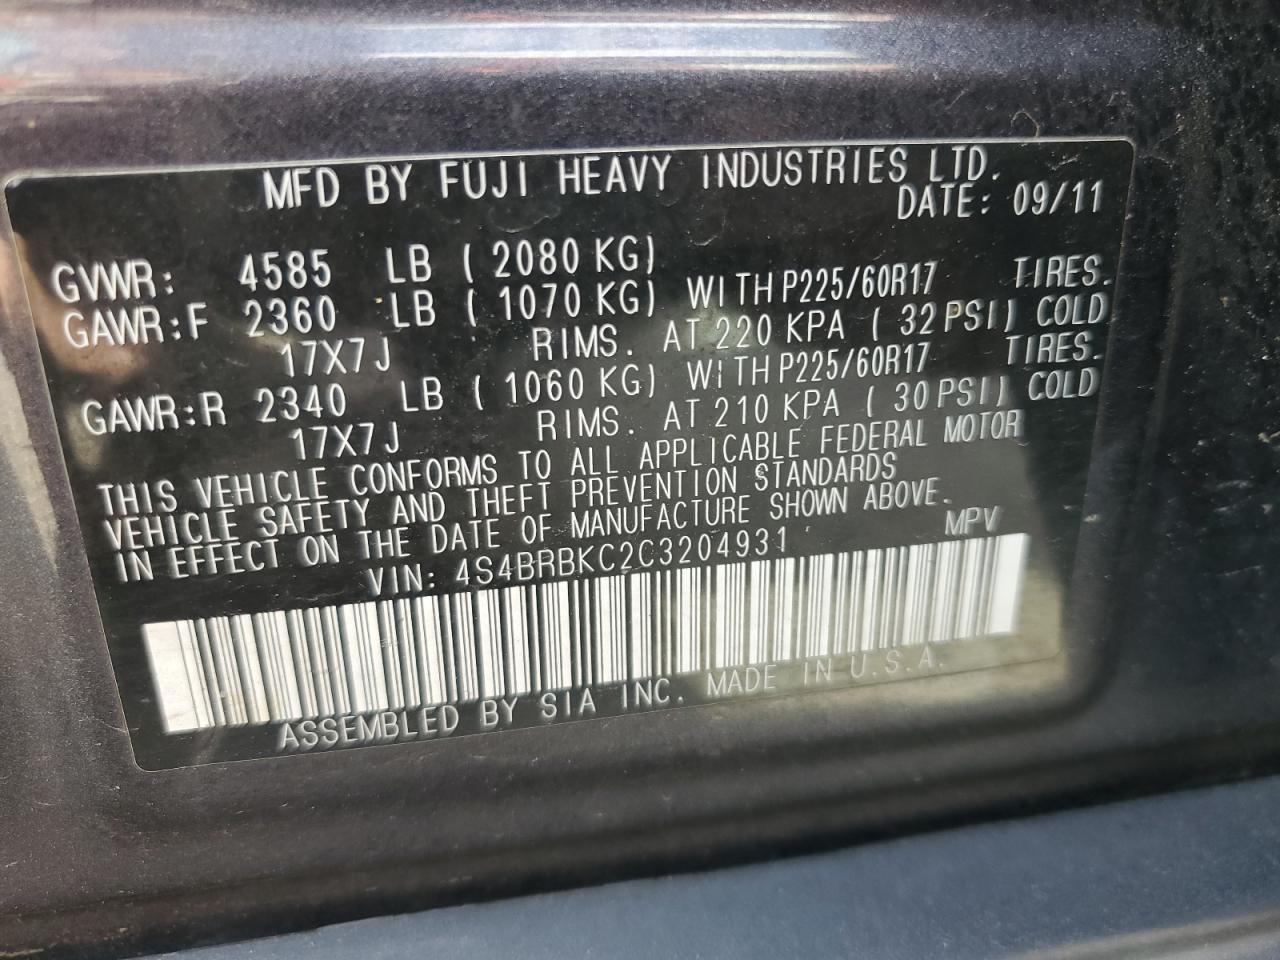 MFD BY FUJI HEAVY INDUSTRIES LTD.
DATE: 09/11
GVWR: 4585 LB ( 2080 KG)
GAWR:F 2360 LB ( 1070 KG) WITH P225/60R17 TIRES.
17X7J RIMS. AT 220 KPA ( 32 PSI) COLD
GAWR:R 2340 LB ( 1060 KG) WITH P225/60R17 TIRES.
17X7J RIMS. AT 210 KPA ( 30 PSI) COLD
THIS VEHICLE CONFORMS TO ALL APPLICABLE FEDERAL MOTOR
VEHICLE SAFETY AND THEFT PREVENTION STANDARDS
IN EFFECT ON THE DATE OF MANUFACTURE SHOWN ABOVE.
VIN: 4S4BRBKC2C3204931 MPV
ASSEMBLED BY SIA INC. MADE IN U.S.A.